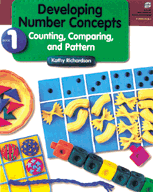 Developing
Number Concepts
Counting, Comparing,
and Pattern
Kathy Richardson
BOOK
1